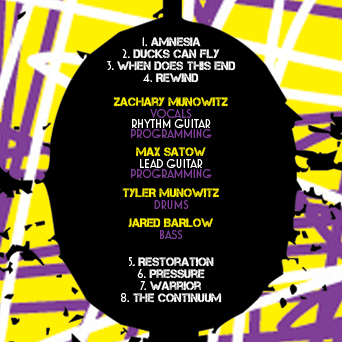 1. AMNESIA
2. DUCKS CAN FLY
3. WHEN DOES THIS END
4. REWIND
ZACHARY MUNOWITZ
VOCALS
RHYTHM GUITAR
PROGRAMMING
MAX SATOW
LEAD GUITAR
PROGRAMMING
TYLER MUNOWITZ
DRUMS
JARED BARLOW
BASS
5. RESTORATION
6. PRESSURE
7. WARRIOR
8. THE CONTINUUM